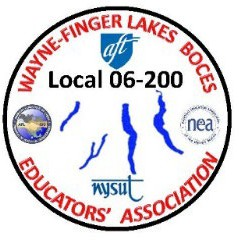 WAYNE-FINGER LAKES BOCES
aft
Local 06-200
nea
nysut
EDUCATORS' ASSOCIATION